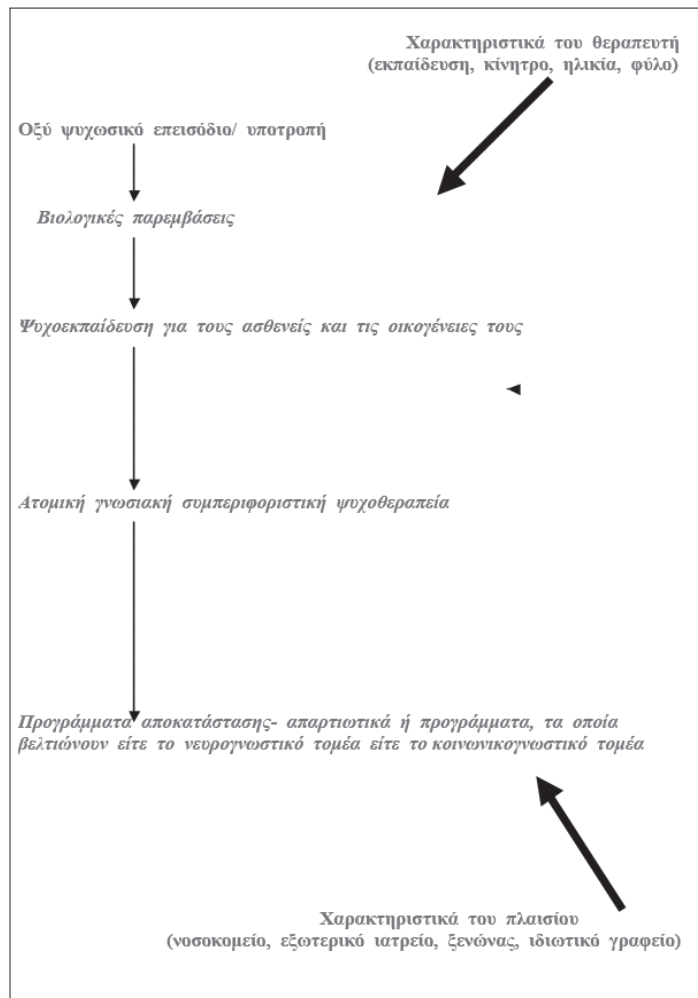 Χαρακτηριστικά του θεραπευτή
(εκπαίδευση, κίνητρο, ηλικία, φύλο)
Οξύ ψυχωσικό επεισόδιο/ υποτροπή
Βιολογικές παρεμβάσεις
Ψυχοεκπαίδευση για τους ασθενείς και τις οικογένειες τους
Ατομική γνωσιακή συμπεριφοριστική ψυχοθεραπεία
Προγράμματα αποκατάστασης- απαρτιωτικά ή προγράμματα, τα οποία
βελτιώνουν είτε το νευρογνωστικό τομέα είτε το κοινωνικογνωστικό τομέα
Χαρακτηριστικά του πλαισίου
(νοσοκομείο, εξωτερικό ιατρείο, ξενώνας, ιδιωτικό γραφείο)